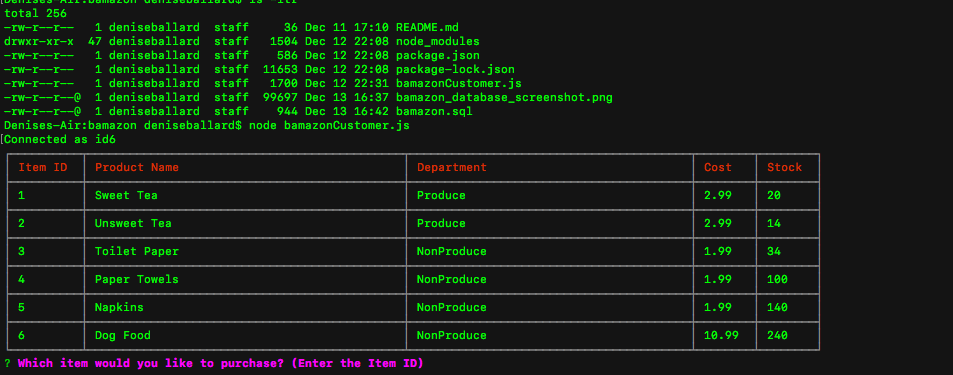 [Denises-Air:bamazon deniseballard$ ls -ltr
total 256
-rw-r--r--   1 deniseballard  staff     36 Dec 11 17:10 README.md
drwxr-xr-x  47 deniseballard  staff   1504 Dec 12 22:08 node_modules
-rw-r--r--   1 deniseballard  staff    586 Dec 12 22:08 package.json
-rw-r--r--   1 deniseballard  staff  11653 Dec 12 22:08 package-lock.json
-rw-r--r--   1 deniseballard  staff   1700 Dec 12 22:31 bamazonCustomer.js
-rw-r--r--@  1 deniseballard  staff  99697 Dec 13 16:37 bamazon_database_screenshot.png
-rw-r--r--@  1 deniseballard  staff    944 Dec 13 16:42 bamazon.sql
Denises-Air:bamazon deniseballard$ node bamazonCustomer.js
[Connected as id6
Item ID Product Name Department Cost Stock
1 Sweet Tea Produce 2.99 20
2 Unsweet Tea Produce 2.99 14
3 Toilet Paper NonProduce 1.99 34
4 Paper Towels NonProduce 1.99 100
5 Napkins NonProduce 1.99 140
6 Dog Food NonProduce 10.99 240
? Which item would you like to purchase? (Enter the Item ID)